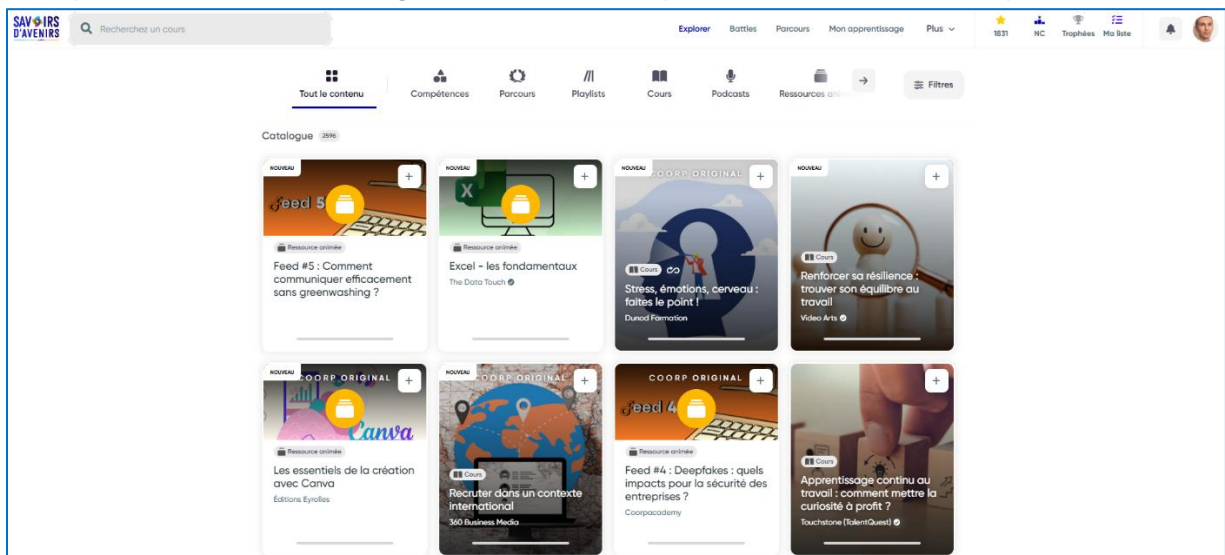 SAVOIRS
D'AVENIRS
Recherchez un cours
Explorer Battles Parcours Mon apprentissage Plus
1831 NC Trophées Ma liste
Tout le contenu Compétences Parcours Playlists Cours Podcasts Ressources Filtres
Catalogue 2596
NOUVEAU NOUVEAU NOUVEAU COORP ORIGINAL NOUVEAU
Feed 5
Ressource animée Ressource animée
Feed #5 : Comment
communiquer efficacement
sans greenwashing ?
Excel - les fondamentaux
The Data Touch
Cours
Stress, émotions, cerveau :
faites le point !
Dunod Formation
Cours
Renforcer sa résilience :
trouver son équilibre au
travail
Video Arts
NOUVEAU COORP ORIGINAL NOUVEAU COORP ORIGINAL COORP ORIGINAL
Canva
Ressource animée
Les essentiels de la création
avec Canva
Éditions Eyrolles
Cours
Recruter dans un contexte
international
360 Business Media
Feed 4
Ressource animée
Feed #4 : Deepfakes : quels
impacts pour la sécurité des
entreprises ?
Coorpacademy
Cours
Apprentissage continu au
travail : comment mettre la
curiosité à profit ?
Touchstone (TalentQuest)